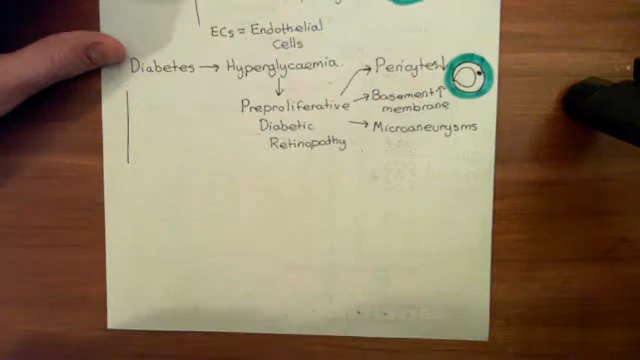 ECs = Endothelial
Cells
Diabetes → Hyperglycaemia → Pericytes ↓
Preproliferative → Basement ↑
membrane
Diabetic → Microaneurysms
Retinopathy